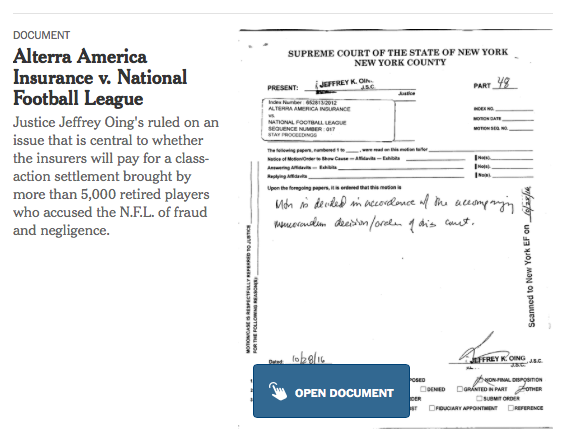 DOCUMENT
Alterra America
Insurance v. National
Football League
Justice Jeffrey Oing's ruled on an
issue that is central to whether
the insurers will pay for a class-
action settlement brought by
more than 5,000 retired players
who accused the N.F.L. of fraud
and negligence.
SUPREME COURT OF THE STATE OF NEW YORK
NEW YORK COUNTY
PRESENT: JEFFREY K. OING
J.S.C.
Justice
PART 48
Index Number : 652813/2012
ALTERRA AMERICA INSURANCE
vs.
NATIONAL FOOTBALL LEAGUE
SEQUENCE NUMBER : 017
STAY PROCEEDINGS
INDEX NO.
MOTION DATE
MOTION SEQ. NO.
The following papers, numbered 1 to , were read on this motion to/for
Notice of Motion/Order to Show Cause — Affidavits — Exhibits No(s).
Answering Affidavits — Exhibits No(s).
Replying Affidavits No(s).
Upon the foregoing papers, it is ordered that this motion is
Mtn is decided in accordance w/ the accompanying
memorandum decision/order of this court.
MOTION/CASE IS RESPECTFULLY REFERRED TO JUSTICE
FOR THE FOLLOWING REASON(S):
Scanned to New York EF on 10/28/16
Dated: 10/28/16
JEFFREY K. OING, J.S.C.
J.S.C.
POSED NON-FINAL DISPOSITION
DENIED GRANTED IN PART OTHER
DER SUBMIT ORDER
ST FIDUCIARY APPOINTMENT REFERENCE
OPEN DOCUMENT